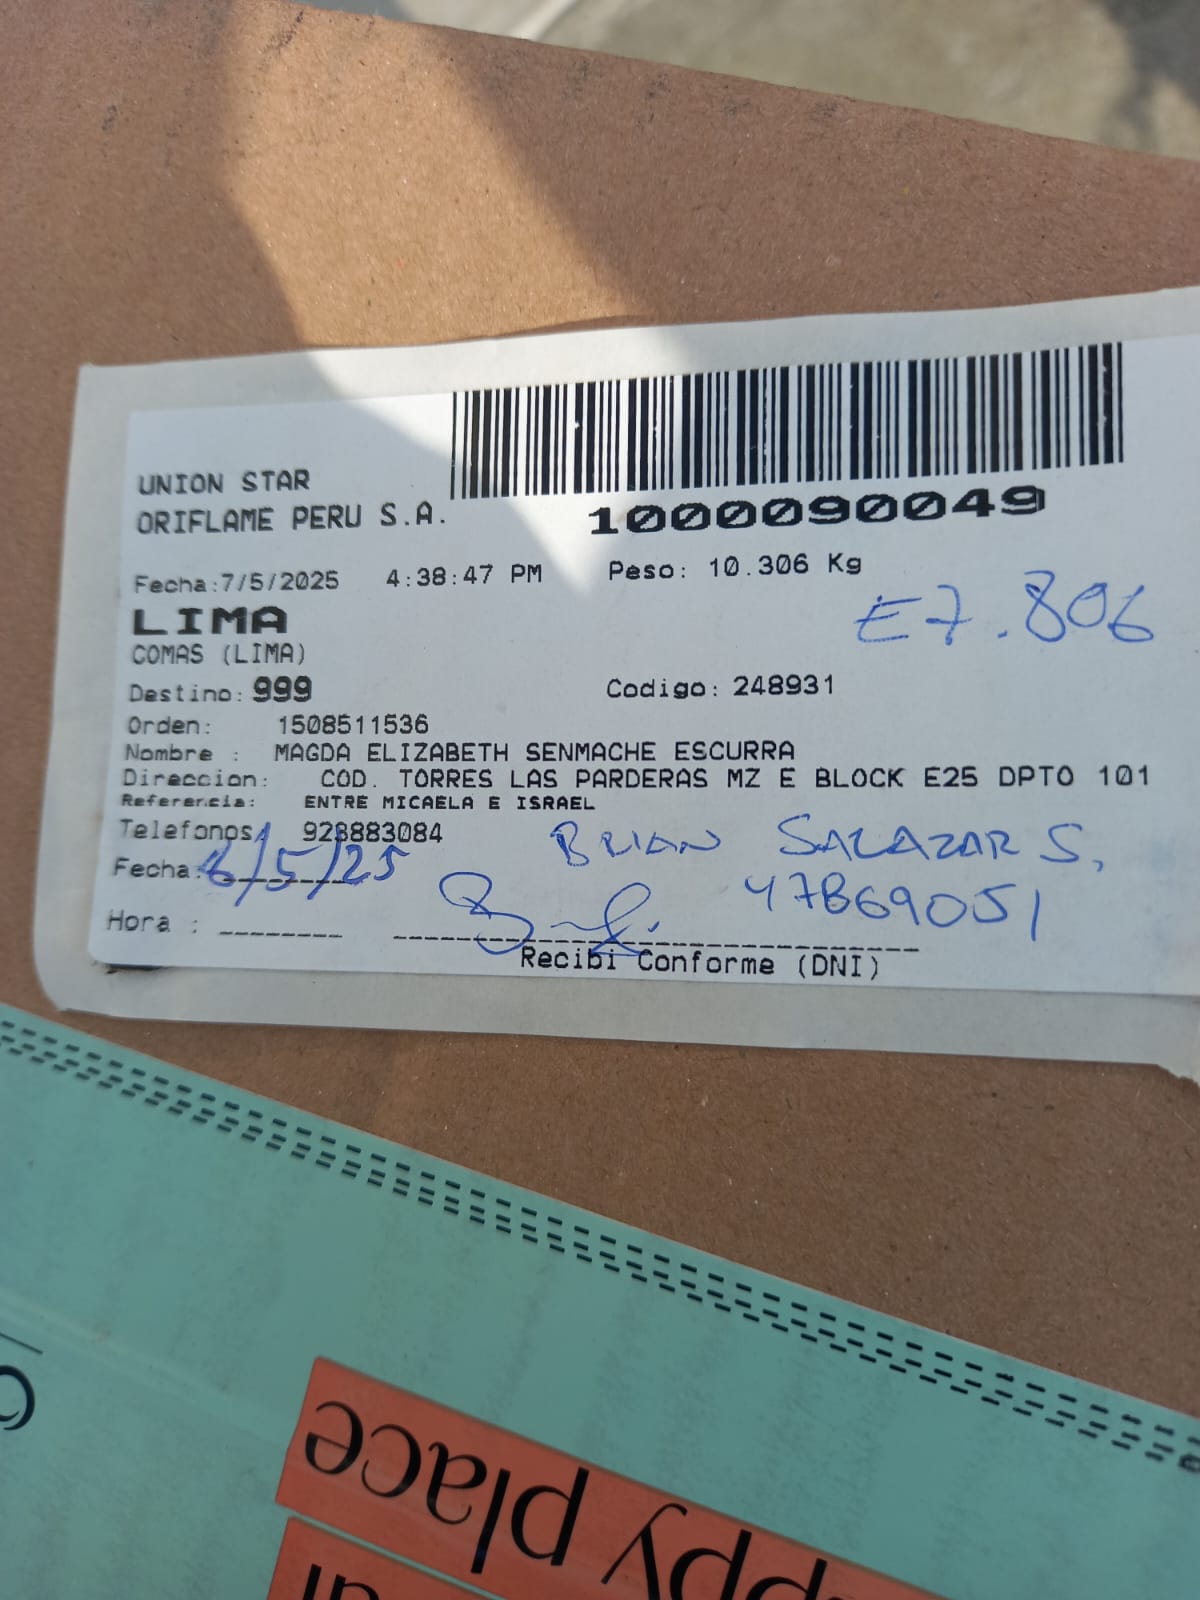 UNION STAR
ORIFLAME PERU S.A.
1000090049
Fecha:7/5/2025 4:38:47 PM Peso: 10.306 Kg
E7.806
LIMA
COMAS (LIMA)
Destino: 999 Codigo: 248931
Orden: 1508511536
Nombre : MAGDA ELIZABETH SENMACHE ESCURRA
Direccion: COD. TORRES LAS PARDERAS MZ E BLOCK E25 DPTO 101
Referencia: ENTRE MICAELA E ISRAEL
Telefonos: 928883084
BRIAN SALAZAR S.
Fecha: 6/5/25
47869051
Hora :
Recibi Conforme (DNI)
ppy place